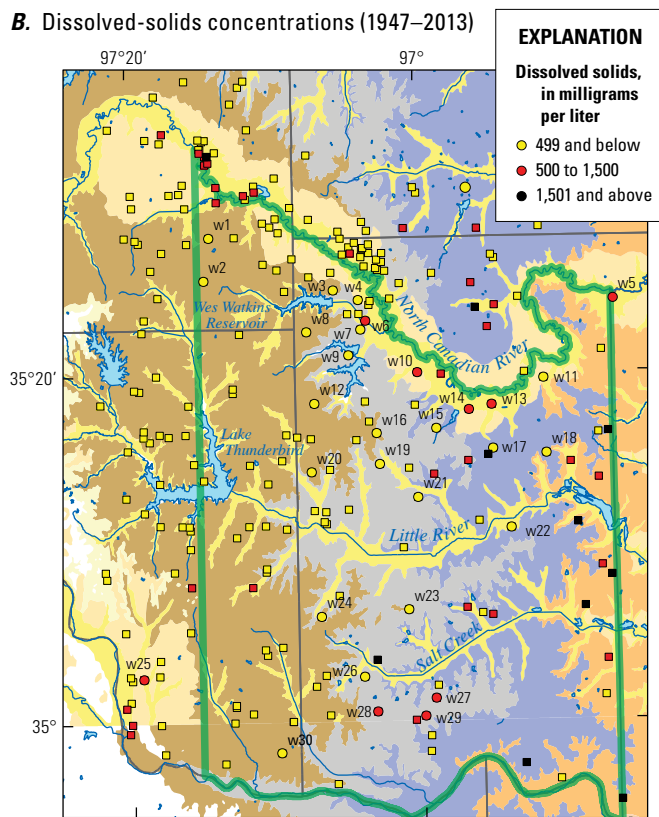 B. Dissolved-solids concentrations (1947–2013)
97°20'
97°
EXPLANATION
Dissolved solids,
in milligrams
per liter
499 and below
500 to 1,500
1,501 and above
w1
w2
w3
w4
w5
Wes Watkins
Reservoir
w8
w7
w6
North Canadian River
w9
35°20'
w10
w11
w12
w14
w13
w16
w15
Lake
Thunderbird
w17
w18
w20
w19
w21
Little River
w22
w24
w23
Salt Creek
w25
w26
w27
w28
w29
35°
w30